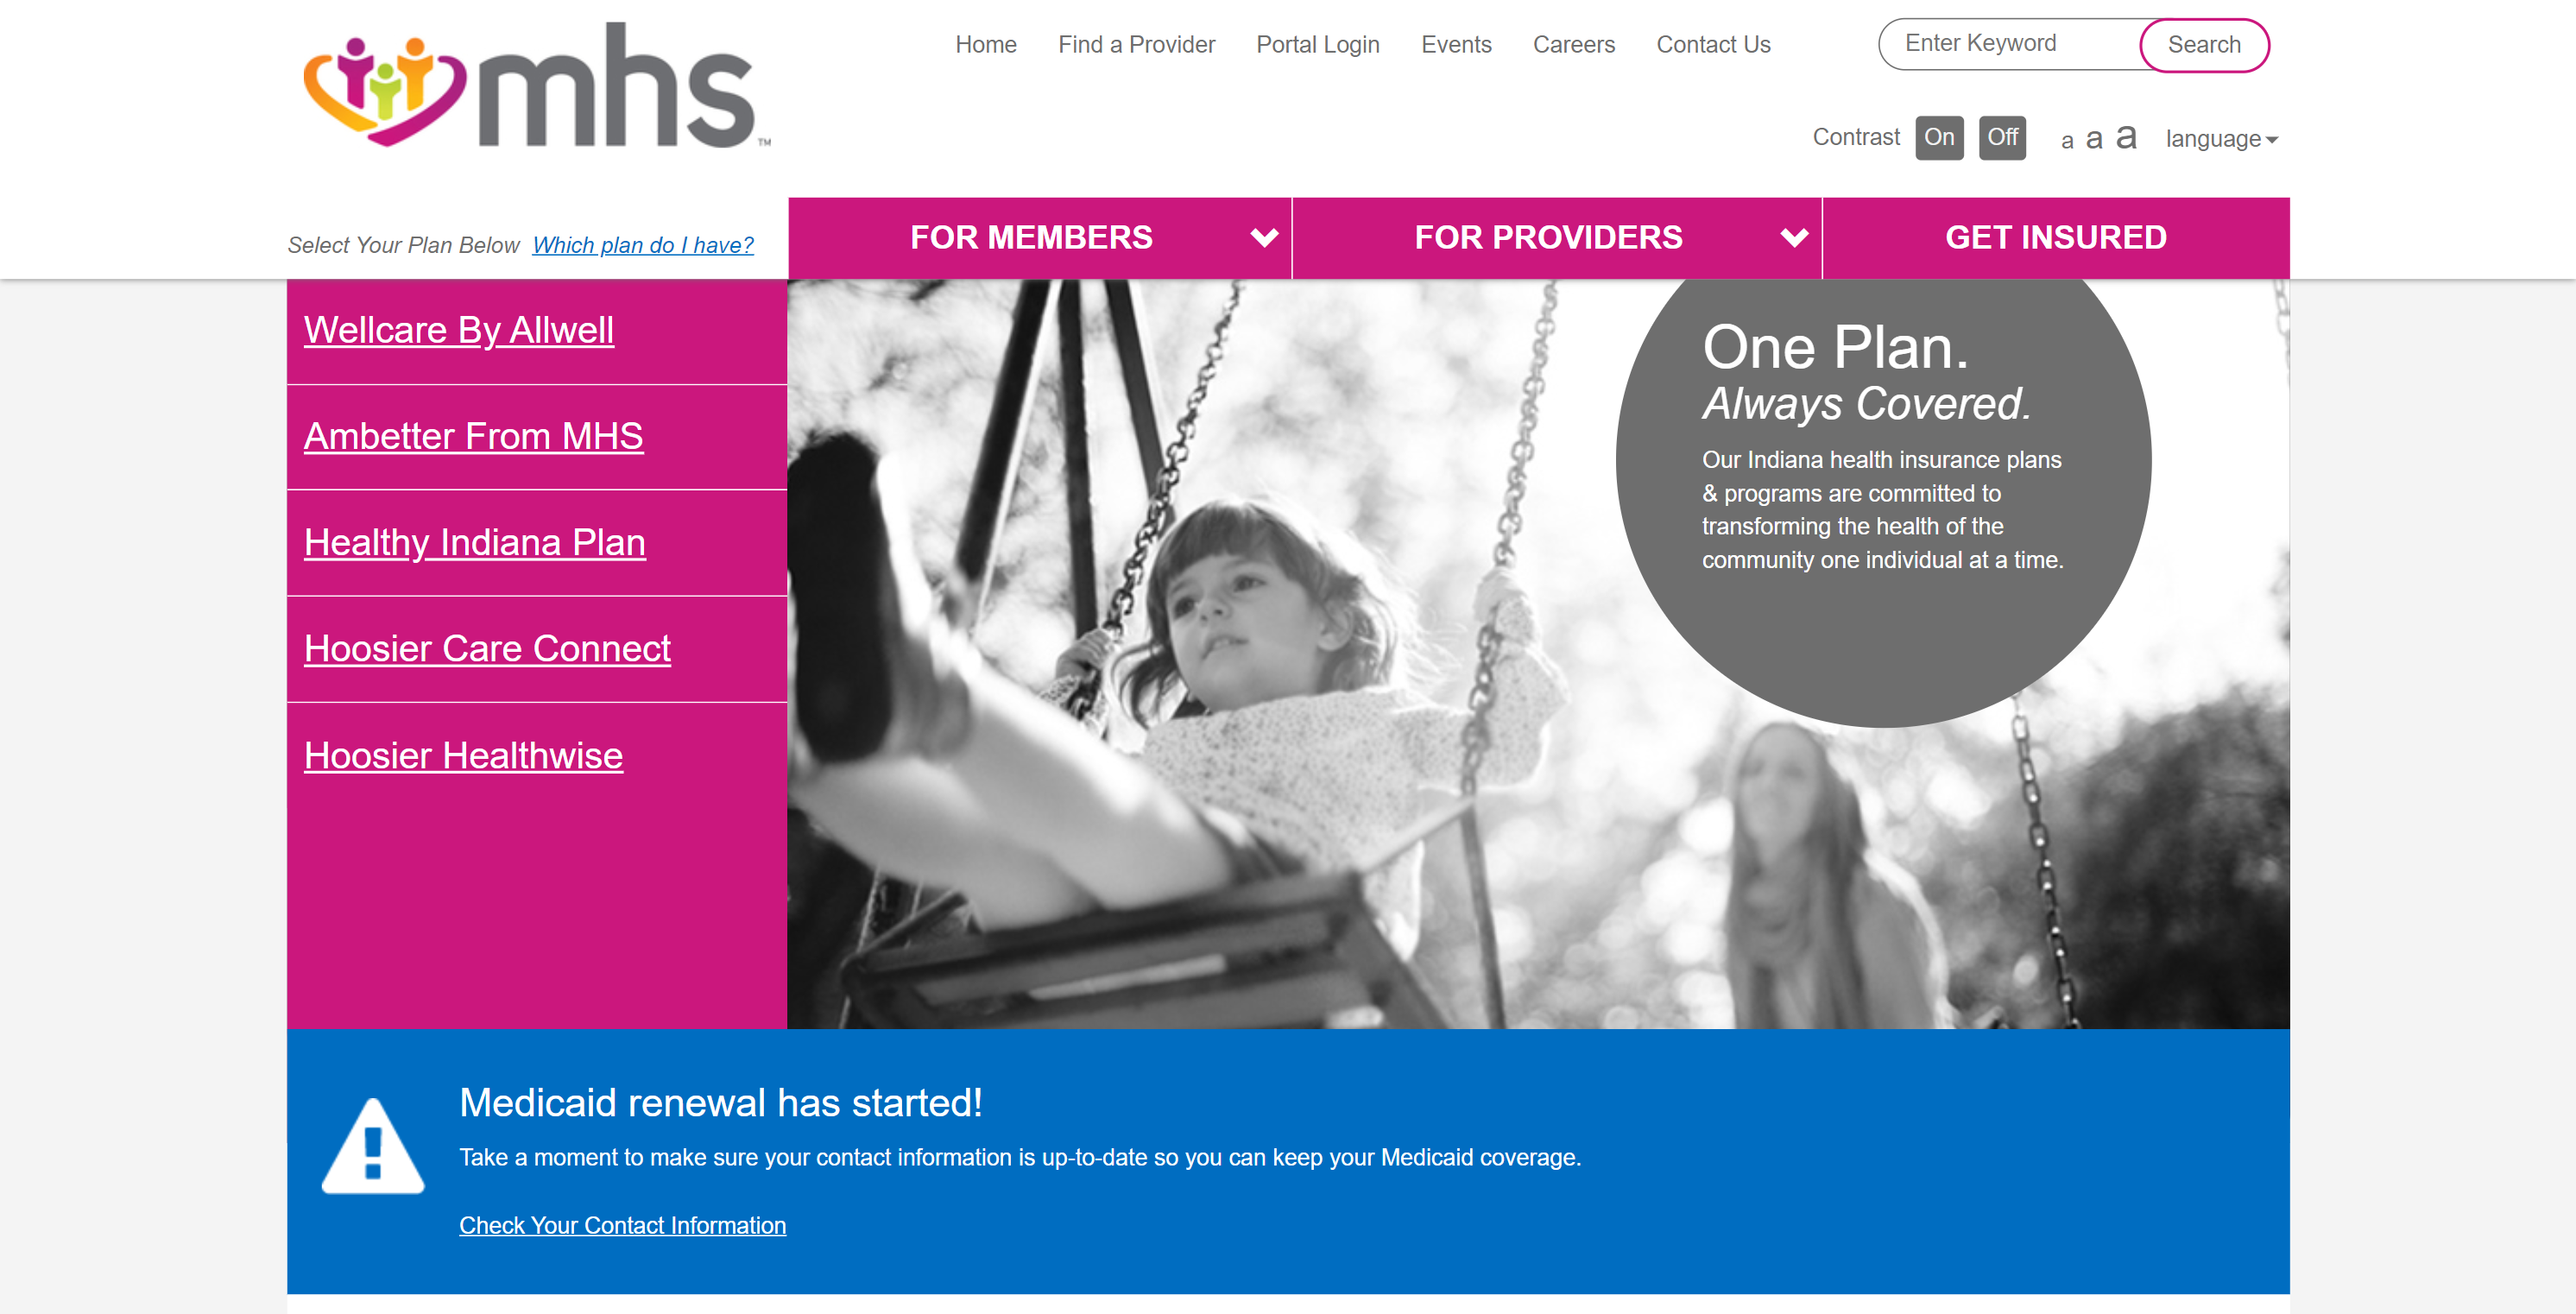 mhs™
Home Find a Provider Portal Login Events Careers Contact Us
Enter Keyword Search
Contrast On Off a a a language
Select Your Plan Below Which plan do I have?
FOR MEMBERS FOR PROVIDERS GET INSURED
Wellcare By Allwell
Ambetter From MHS
Healthy Indiana Plan
Hoosier Care Connect
Hoosier Healthwise
One Plan.
Always Covered.
Our Indiana health insurance plans
& programs are committed to
transforming the health of the
community one individual at a time.
Medicaid renewal has started!
Take a moment to make sure your contact information is up-to-date so you can keep your Medicaid coverage.
Check Your Contact Information